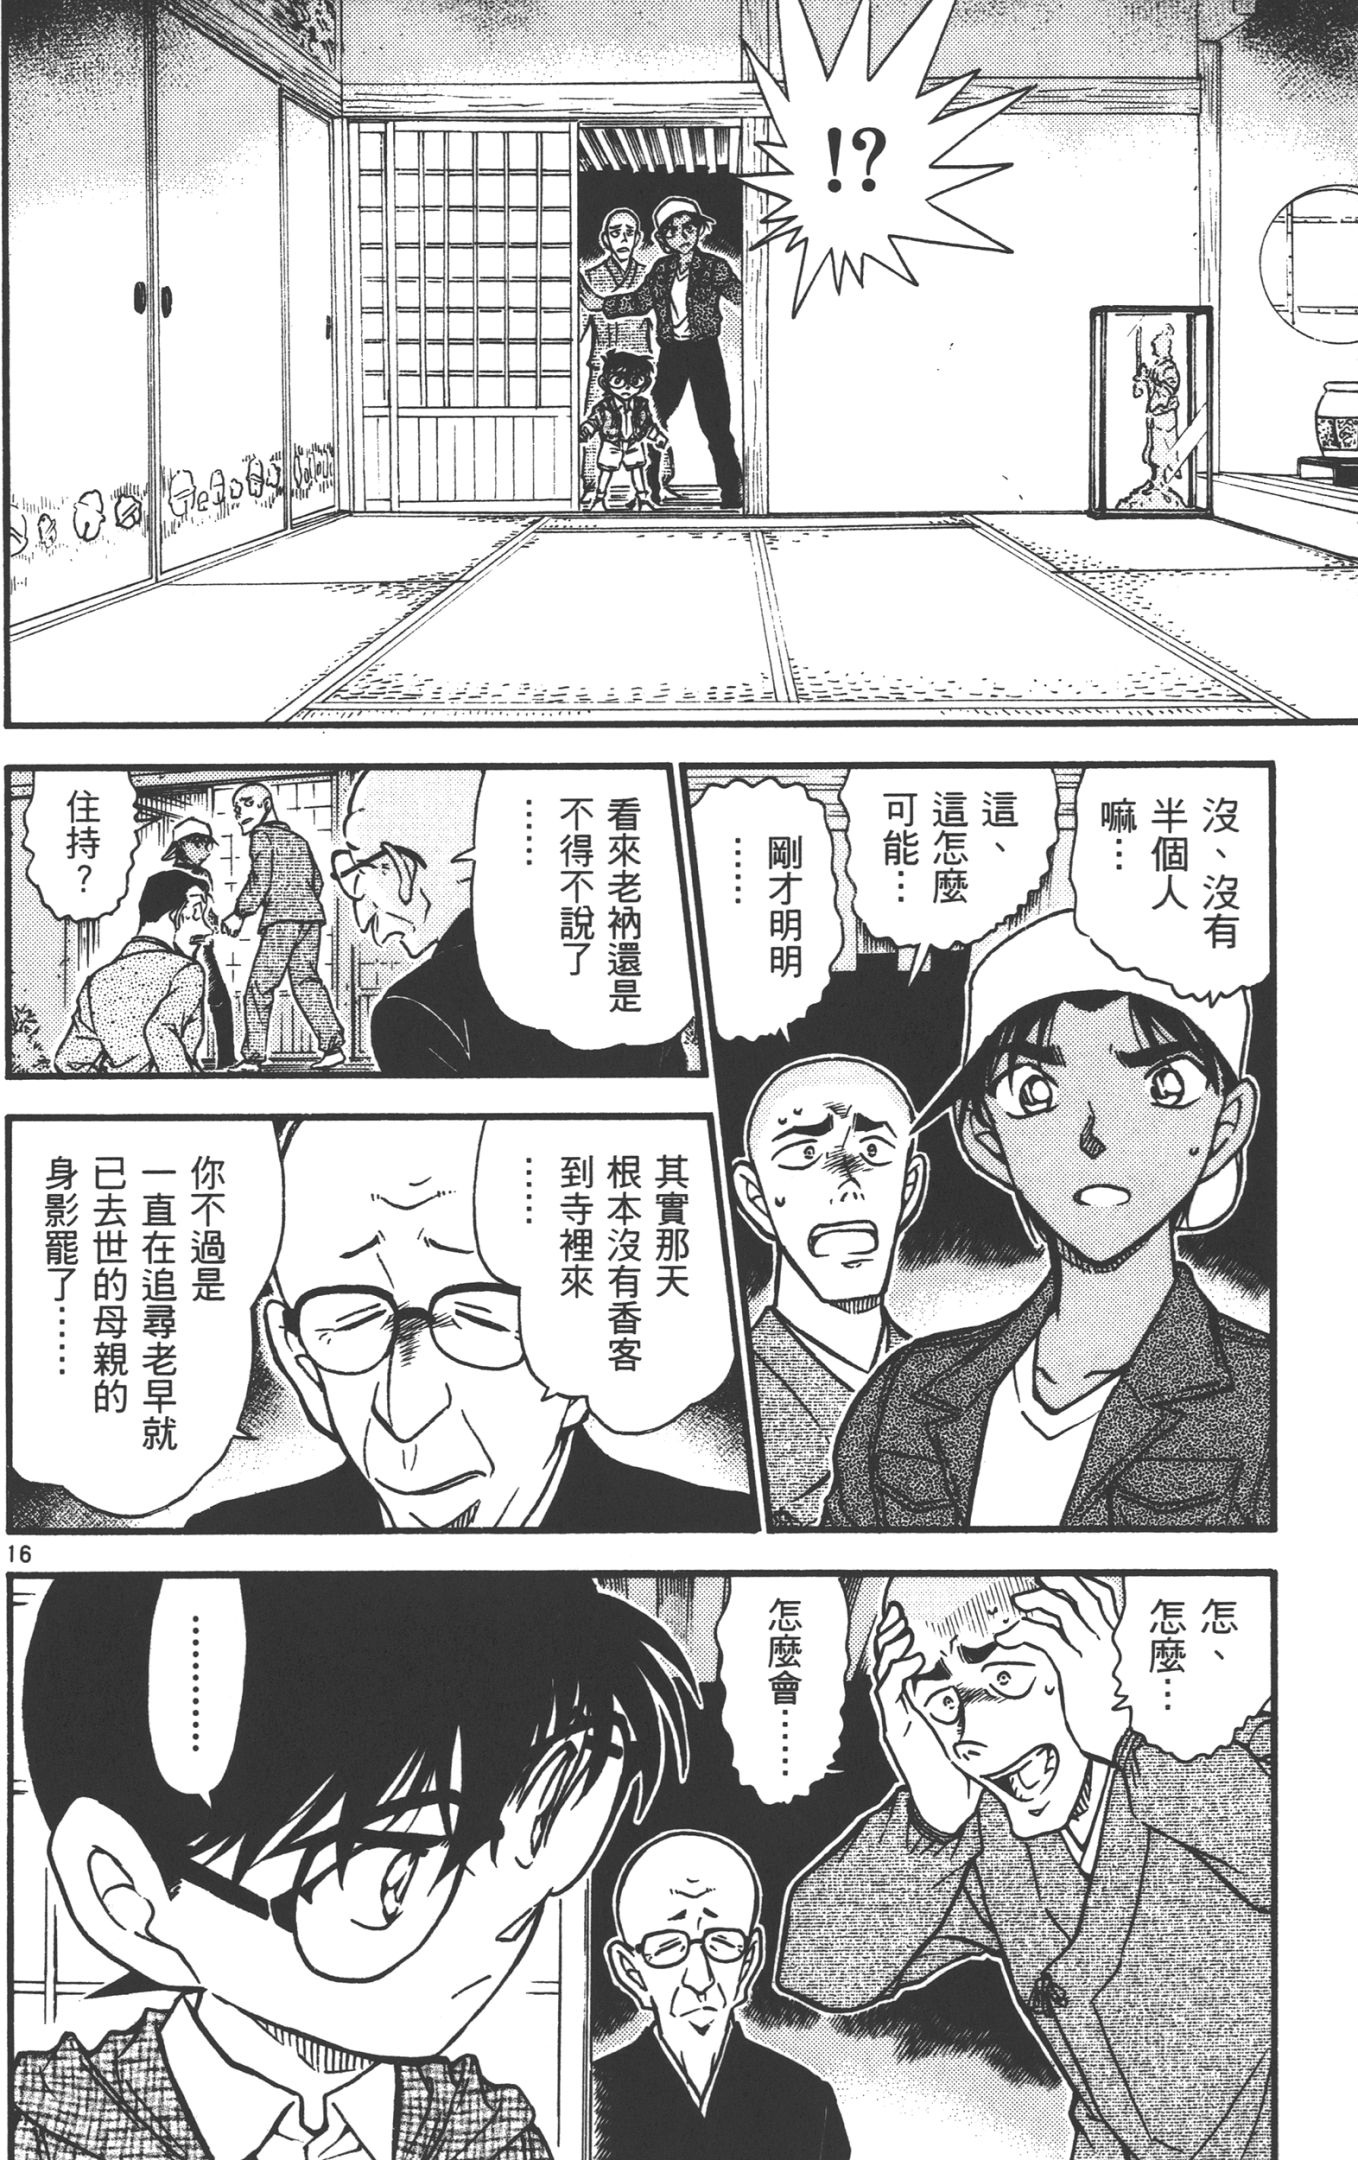 !?
沒、沒有
半個人
嘛…
這、
這怎麼
可能…
剛才明明
……
看來老衲還是
不得不說了
……
住持？
其實那天
根本沒有香客
到寺裡來
……
你不過是
一直在追尋老早就
已去世的母親的
身影罷了……
16
怎、
怎麼…
怎麼會……
………